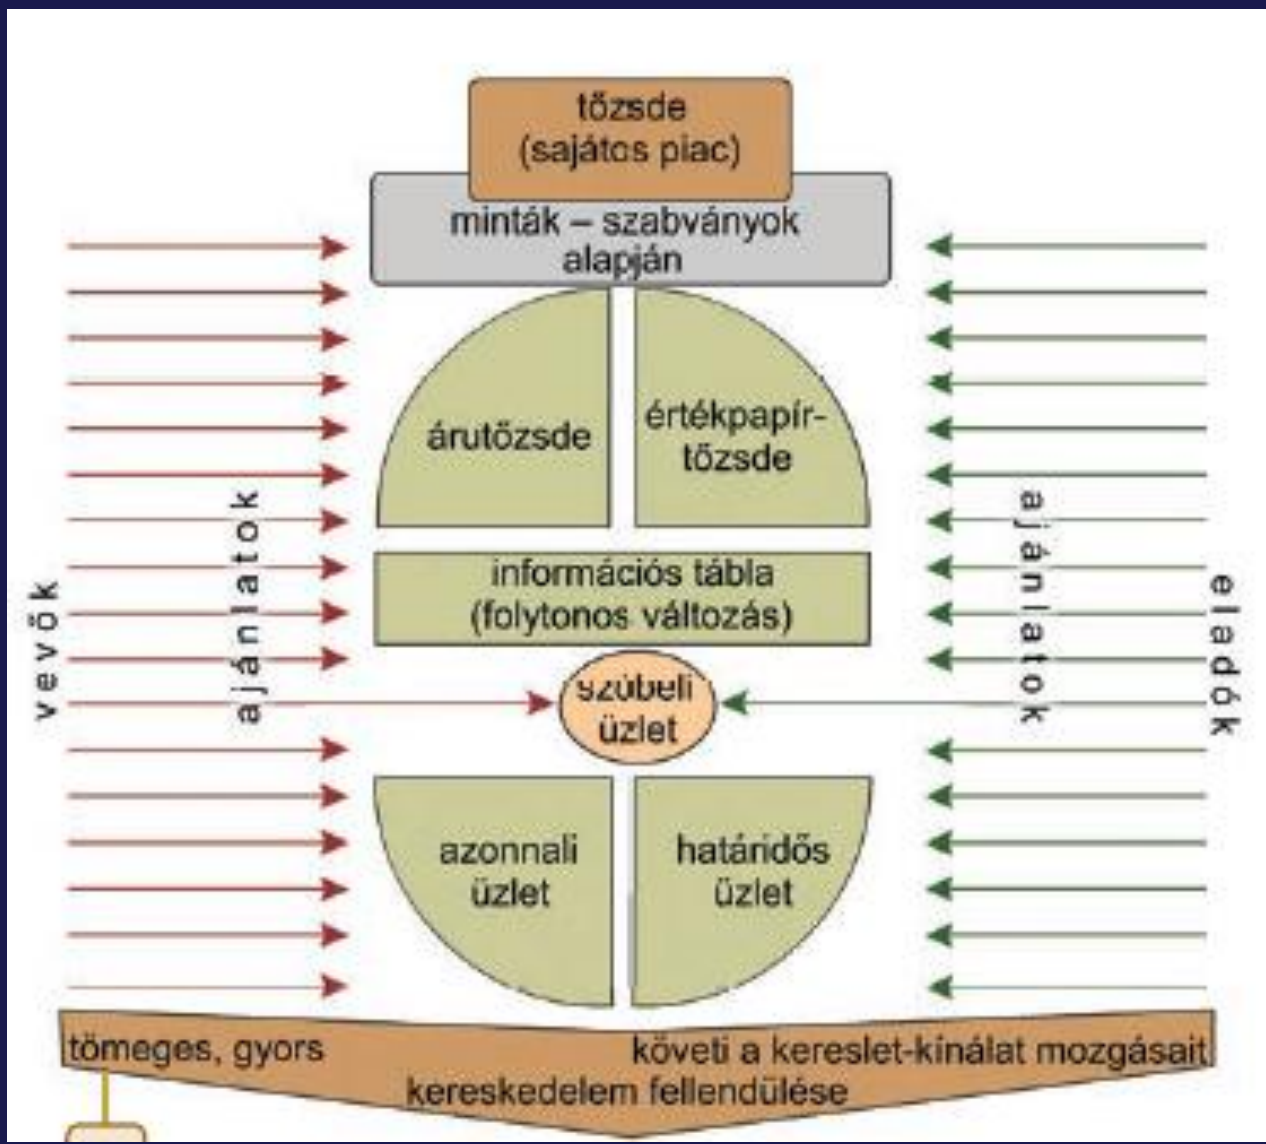 tőzsde
(sajátos piac)
minták – szabványok
alapján
árutőzsde
értékpapír-
tőzsde
vevők
ajánlatok
ajánlatok
eladók
információs tábla
(folytonos változás)
szóbeli
üzlet
azonnali
üzlet
határidős
üzlet
tömeges, gyors
követi a kereslet-kínálat mozgásait
kereskedelem fellendülése